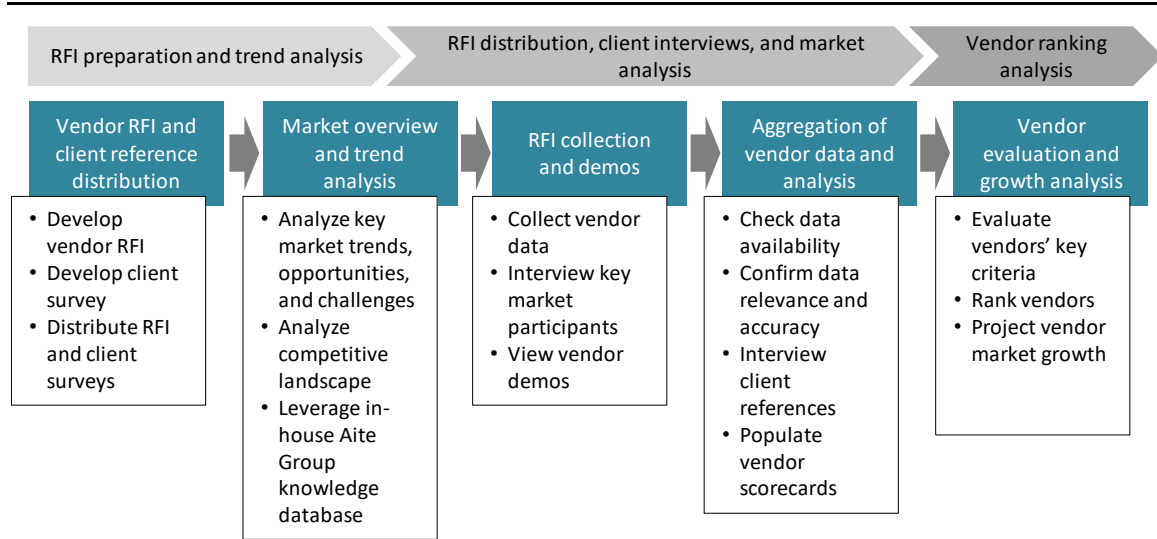 RFI preparation and trend analysis
RFI distribution, client interviews, and market
analysis
Vendor ranking
analysis
Vendor RFI and
client reference
distribution
Market overview
and trend
analysis
RFI collection
and demos
Aggregation of
vendor data and
analysis
Vendor
evaluation and
growth analysis
• Develop
vendor RFI
• Develop client
survey
• Distribute RFI
and client
surveys
• Analyze key
market trends,
opportunities,
and challenges
• Analyze
competitive
landscape
• Leverage in-
house Aite
Group
knowledge
database
• Collect vendor
data
• Interview key
market
participants
• View vendor
demos
• Check data
availability
• Confirm data
relevance and
accuracy
• Interview
client
references
• Populate
vendor
scorecards
• Evaluate
vendors’ key
criteria
• Rank vendors
• Project vendor
market growth